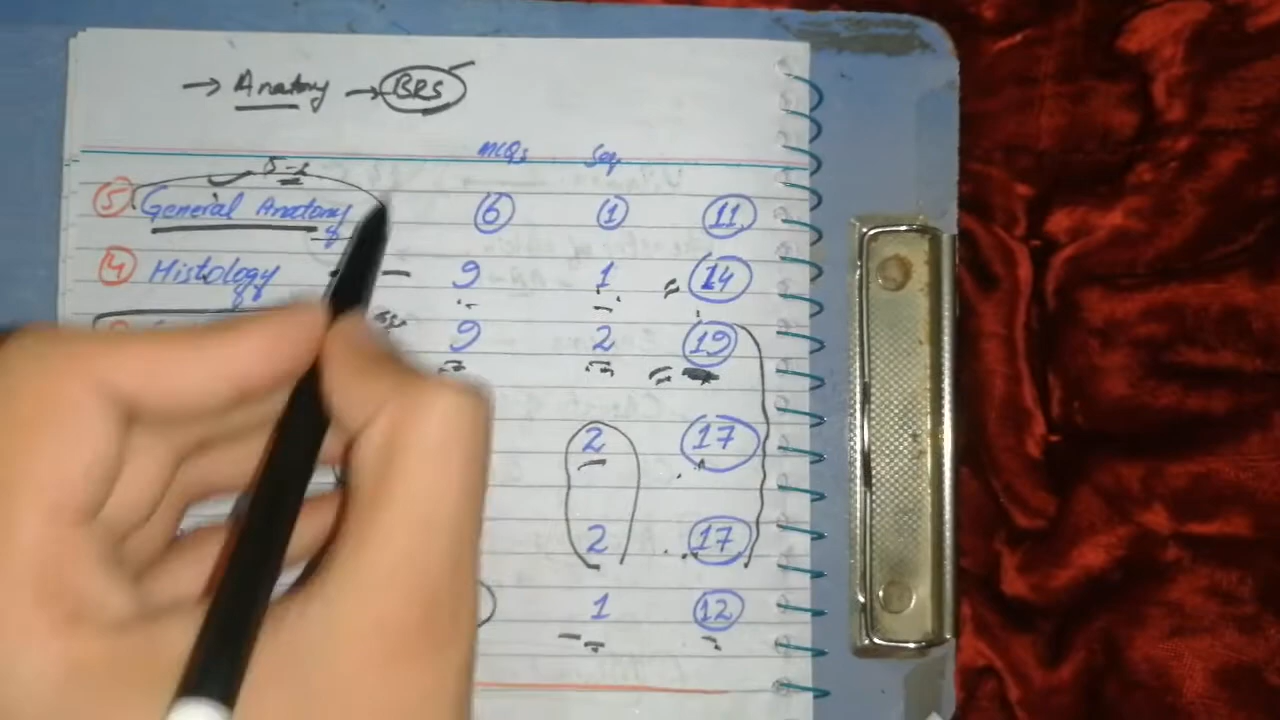 → Anatomy → BRS
MCQs Seq
5 General Anatomy 6 1 11
4 Histology 9 1 14
9 2 19
2 17
2 17
1 12